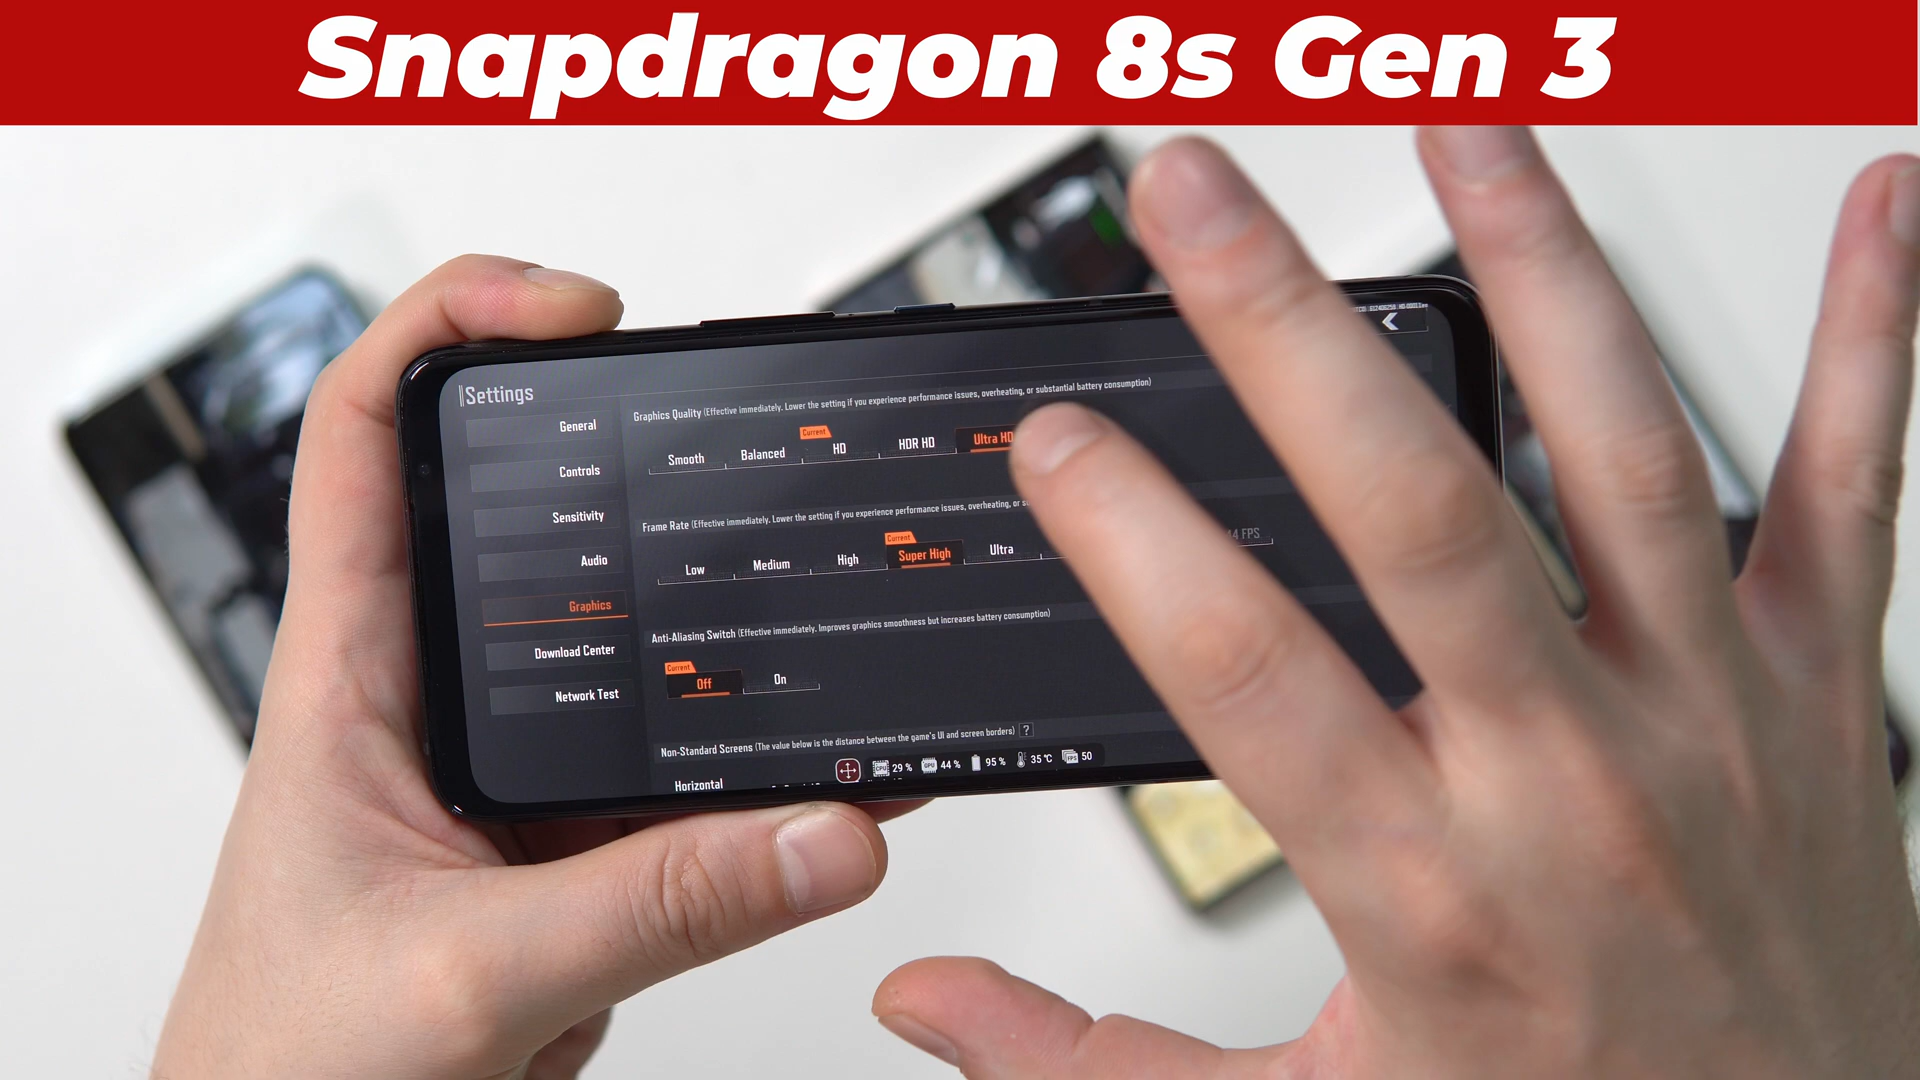 Snapdragon 8s Gen 3
Settings
General
Controls
Sensitivity
Audio
Graphics
Download Center
Network Test
Graphics Quality (Effective immediately. Lower the setting if you experience performance issues, overheating, or substantial battery consumption)
Current
Smooth Balanced HD HDR HD Ultra HD
Frame Rate (Effective immediately. Lower the setting if you experience performance issues, overheating, or
Current
Low Medium High Super High Ultra FPS
Anti-Aliasing Switch (Effective immediately. Improves graphics smoothness but increases battery consumption)
Current
Off On
Non-Standard Screens (The value below is the distance between the game's UI and screen borders) ?
Horizontal
CPU 29 % GPU 44 % 95 % 35 °C FPS 50